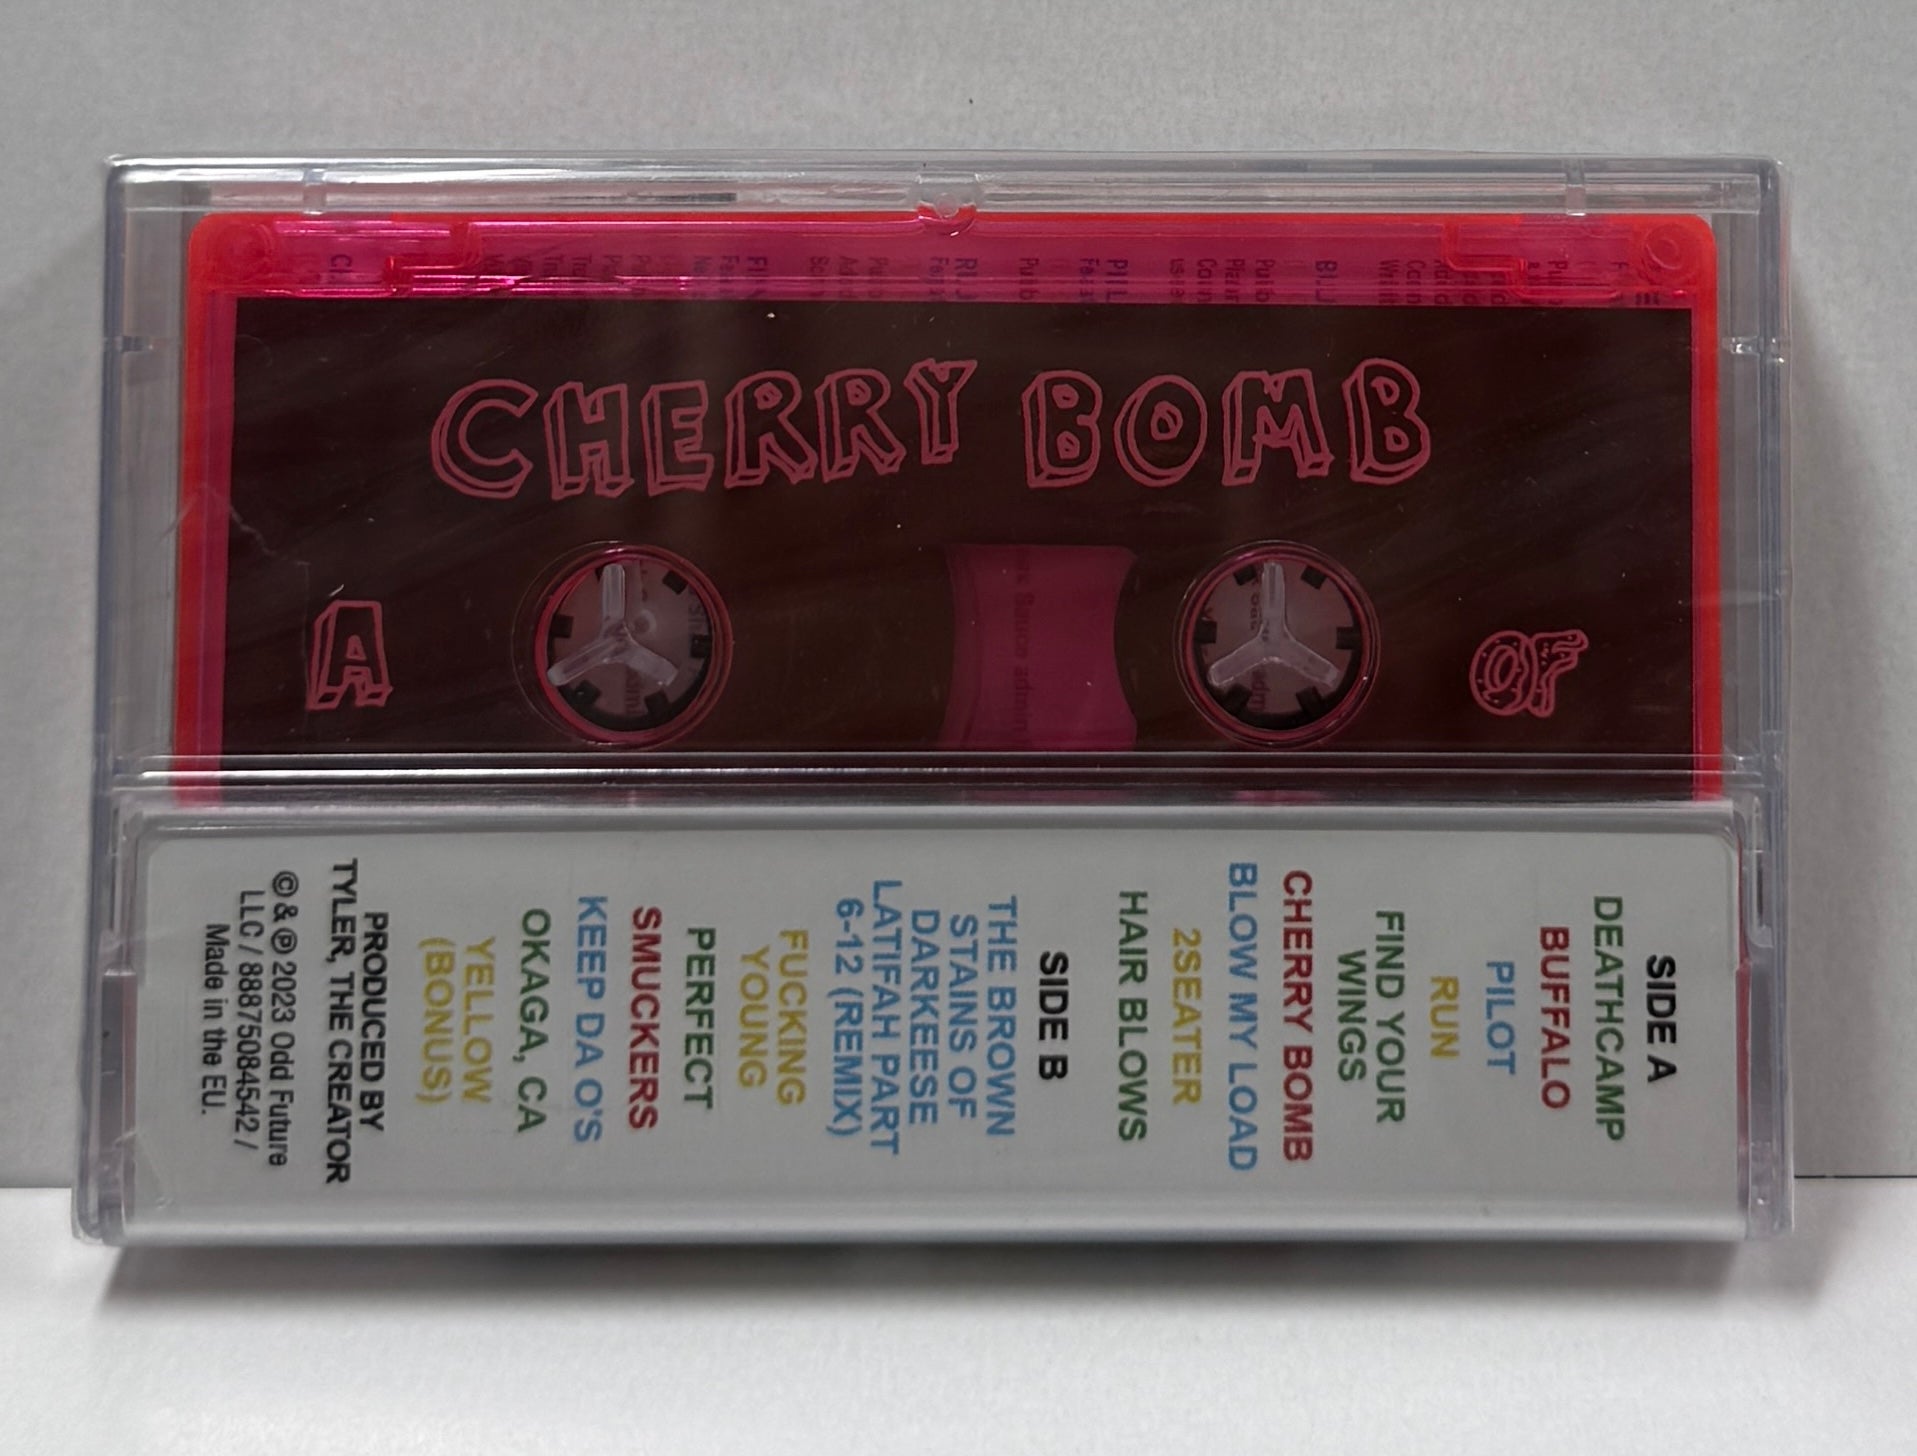 CHERRY BOMB
A
SIDE A
DEATHCAMP
BUFFALO
PILOT
RUN
FIND YOUR
WINGS
CHERRY BOMB
BLOW MY LOAD
2SEATER
HAIR BLOWS
SIDE B
THE BROWN
STAINS OF
DARKEESE
LATIFAH PART
6-12 (REMIX)
FUCKING
YOUNG
PERFECT
SMUCKERS
KEEP DA O'S
OKAGA, CA
YELLOW
(BONUS)
PRODUCED BY
TYLER, THE CREATOR
© & ℗ 2023 Odd Future
LLC / 88875084542 /
Made in the EU.